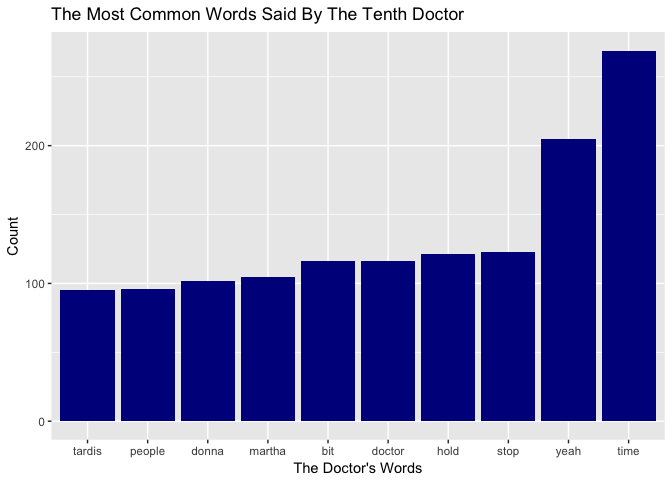 The Most Common Words Said By The Tenth Doctor
Count
200
100
0
tardis people donna martha bit doctor hold stop yeah time
The Doctor's Words